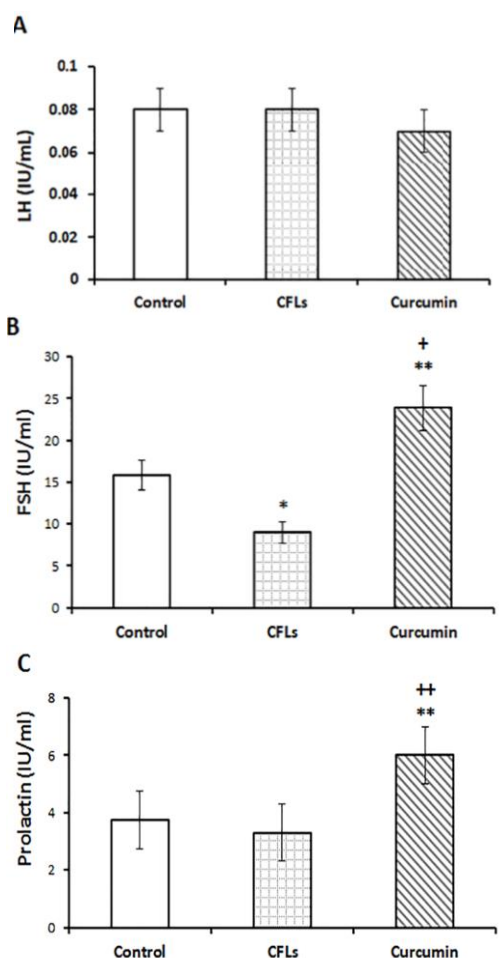 A
LH (IU/mL)
0.1
0.08
0.06
0.04
0.02
0
Control CFLs Curcumin
B
FSH (IU/ml)
30
25
20
15
10
5
0
*
+
**
Control CFLs Curcumin
C
Prolactin (IU/ml)
8
6
4
2
0
++
**
Control CFLs Curcumin